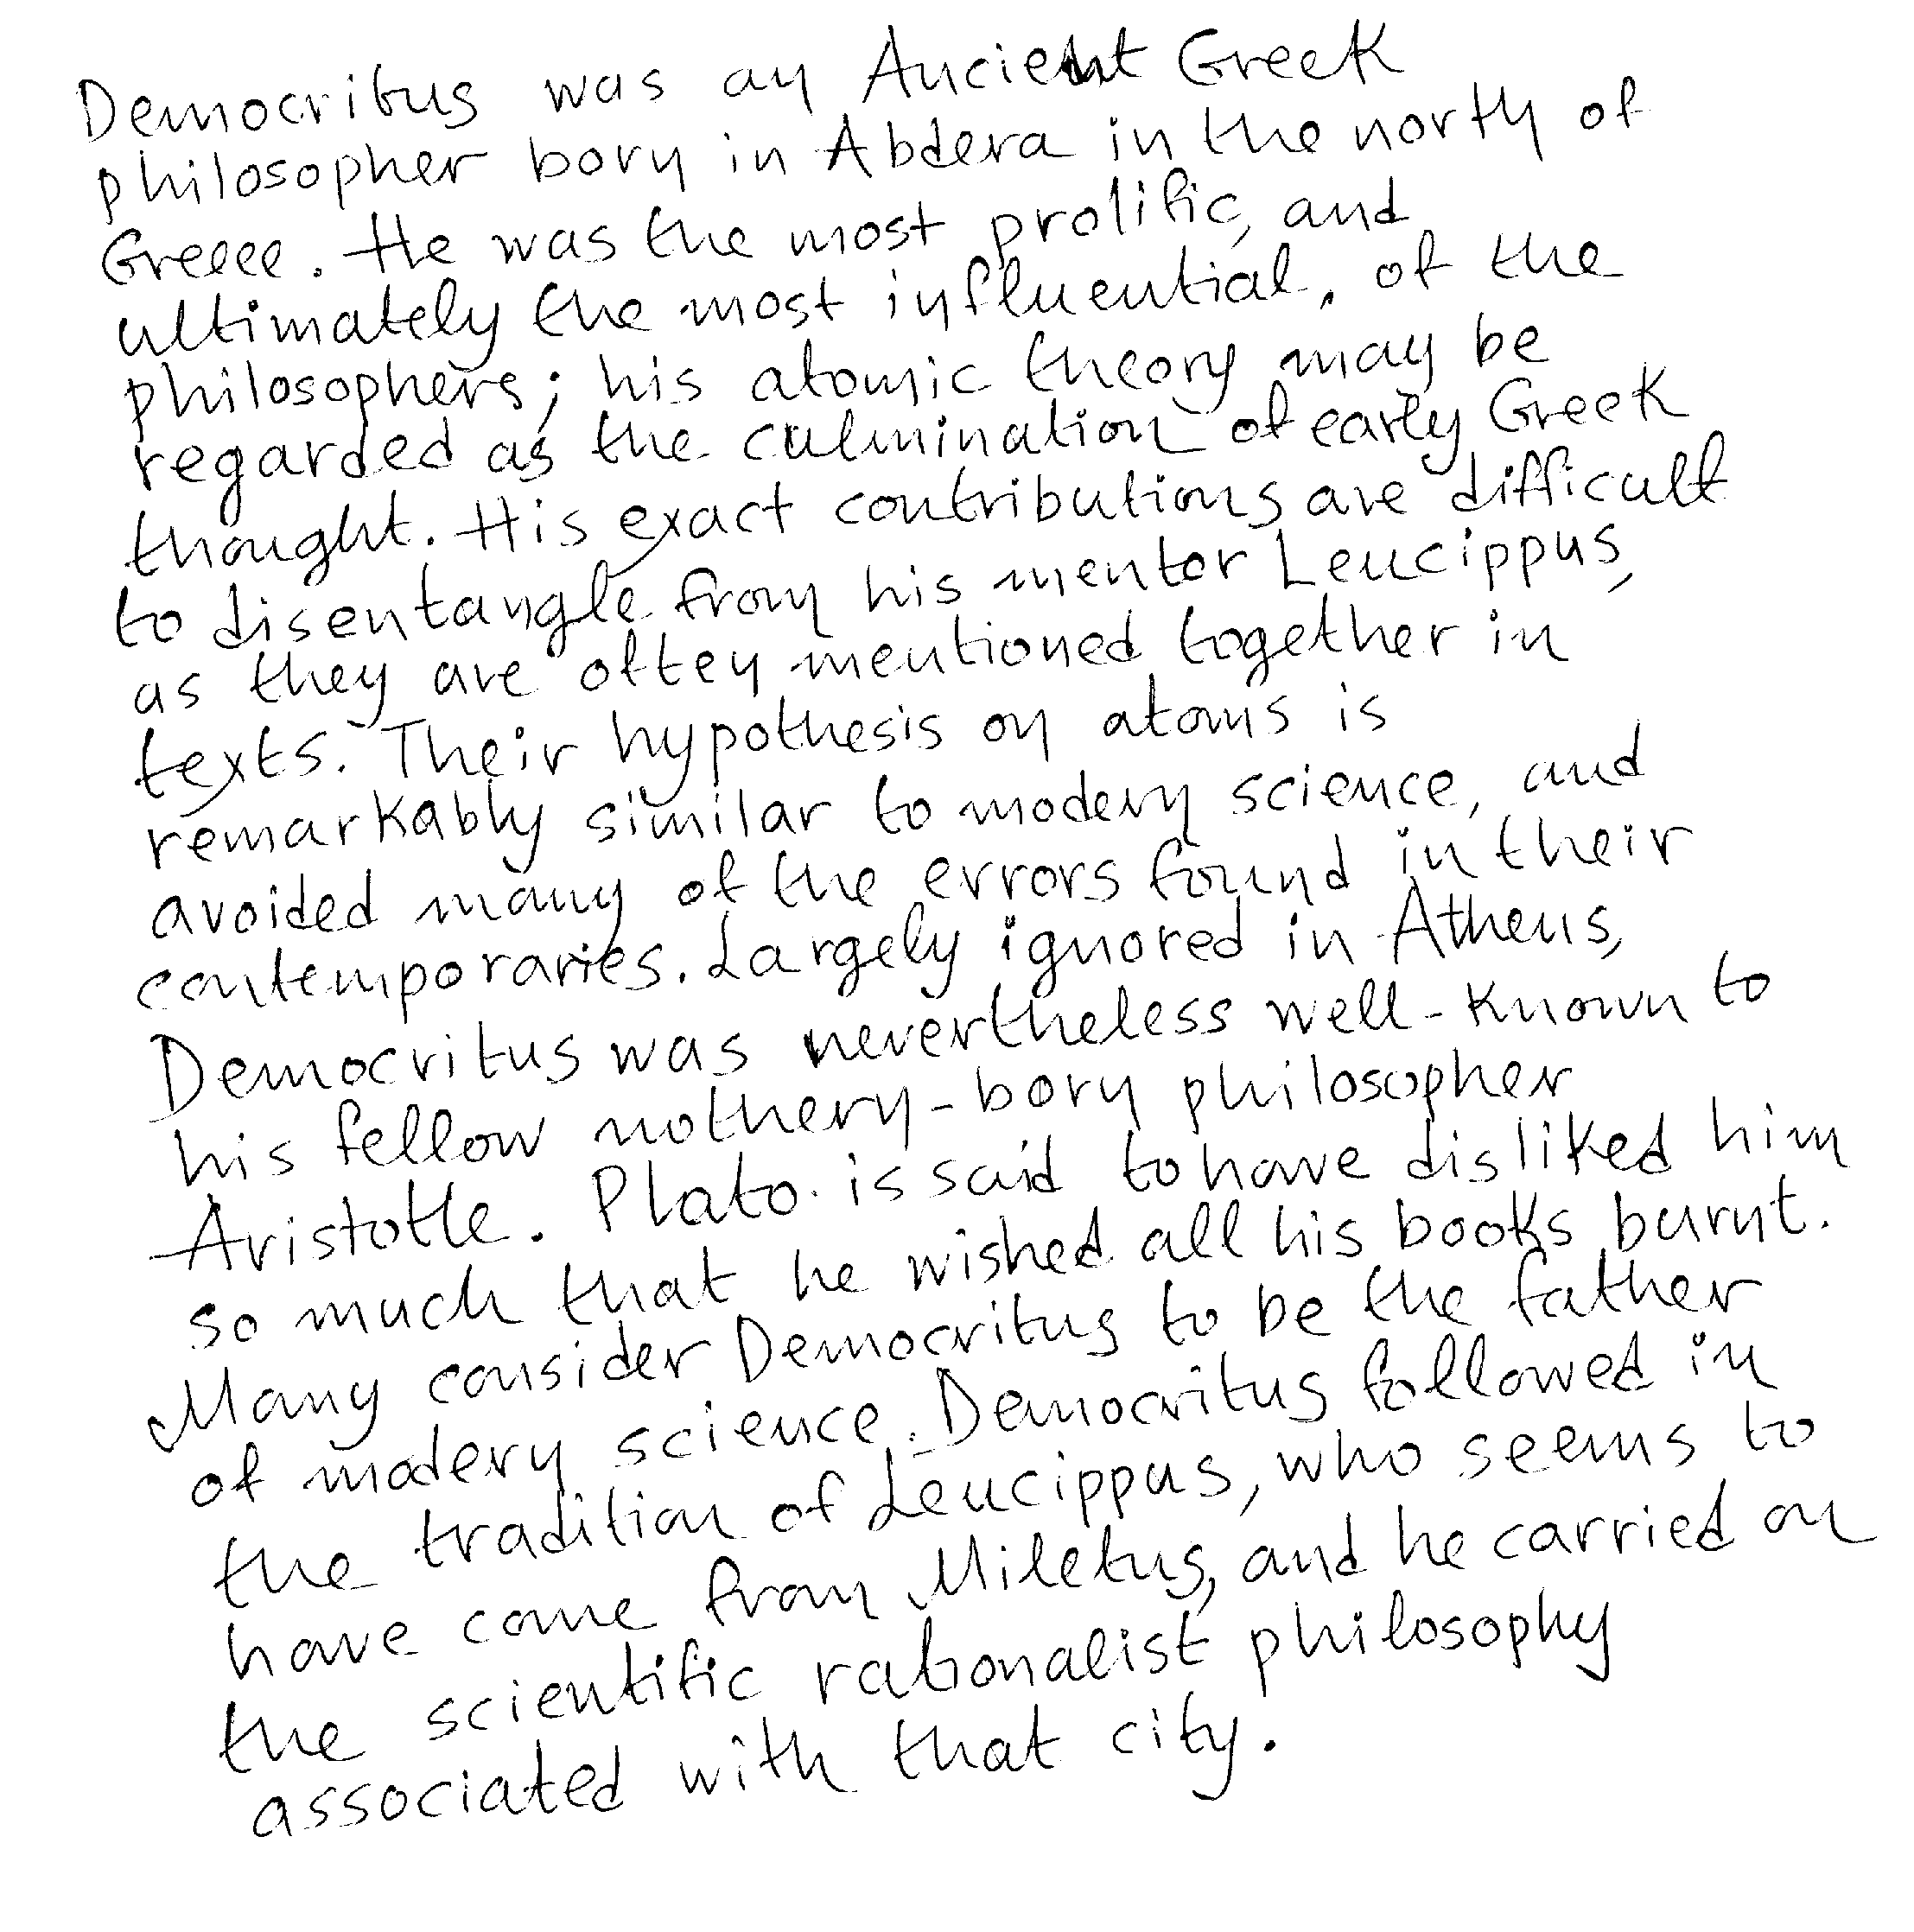 Democritus was an Ancient Greek
philosopher born in Abdera in the north of
Greece. He was the most prolific, and
ultimately the most influential, of the
philosophers; his atomic theory may be
regarded as the culmination of early Greek
thought. His exact contributions are difficult
to disentangle from his mentor Leucippus,
as they are often mentioned together in
texts. Their hypothesis on atoms is
remarkably similar to modern science, and
avoided many of the errors found in their
contemporaries. Largely ignored in Athens,
Democritus was nevertheless well-known to
his fellow nothern-born philosopher
Aristotle. Plato is said to have disliked him
so much that he wished all his books burnt.
Many consider Democritus to be the father
of modern science. Democritus followed in
the tradition of Leucippus, who seems to
have come from Miletus, and he carried on
the scientific rationalist philosophy
associated with that city.